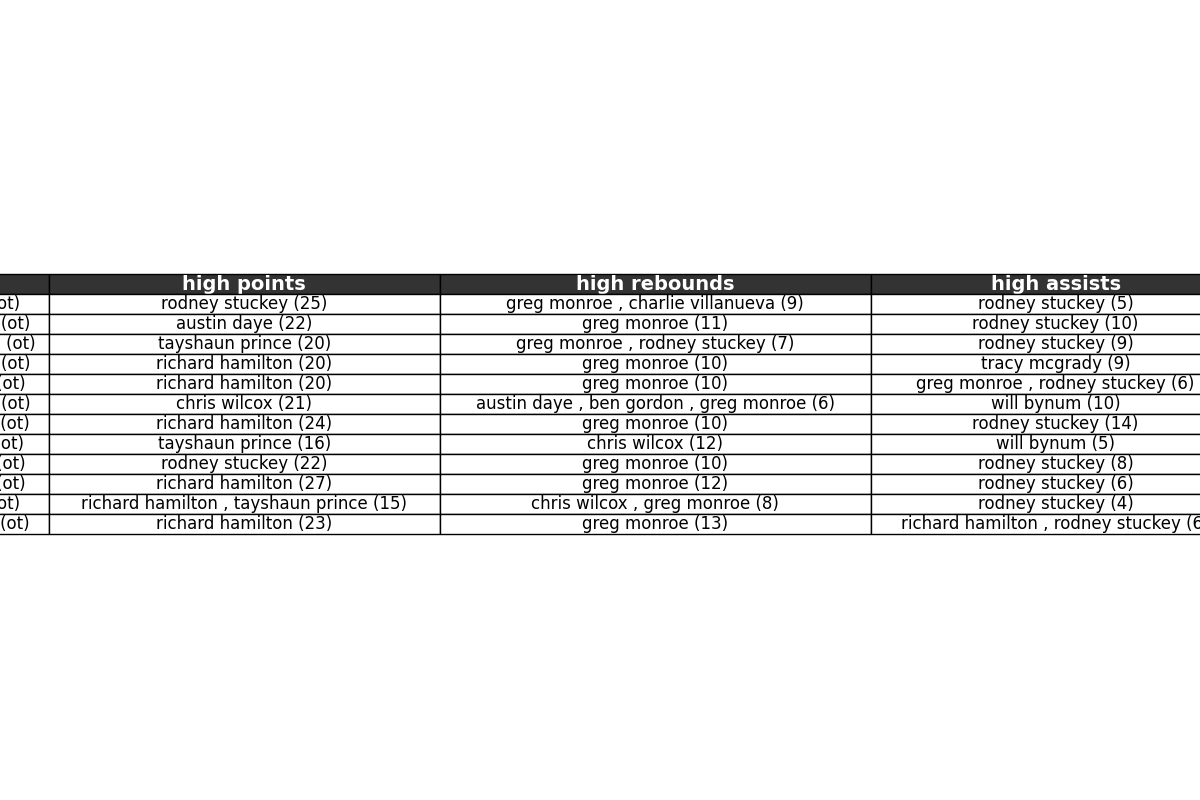 high points high rebounds high assists
ot) rodney stuckey (25) greg monroe , charlie villanueva (9) rodney stuckey (5)
(ot) austin daye (22) greg monroe (11) rodney stuckey (10)
(ot) tayshaun prince (20) greg monroe , rodney stuckey (7) rodney stuckey (9)
(ot) richard hamilton (20) greg monroe (10) tracy mcgrady (9)
(ot) richard hamilton (20) greg monroe (10) greg monroe , rodney stuckey (6)
(ot) chris wilcox (21) austin daye , ben gordon , greg monroe (6) will bynum (10)
(ot) richard hamilton (24) greg monroe (10) rodney stuckey (14)
ot) tayshaun prince (16) chris wilcox (12) will bynum (5)
(ot) rodney stuckey (22) greg monroe (10) rodney stuckey (8)
(ot) richard hamilton (27) greg monroe (12) rodney stuckey (6)
ot) richard hamilton , tayshaun prince (15) chris wilcox , greg monroe (8) rodney stuckey (4)
(ot) richard hamilton (23) greg monroe (13) richard hamilton , rodney stuckey (6